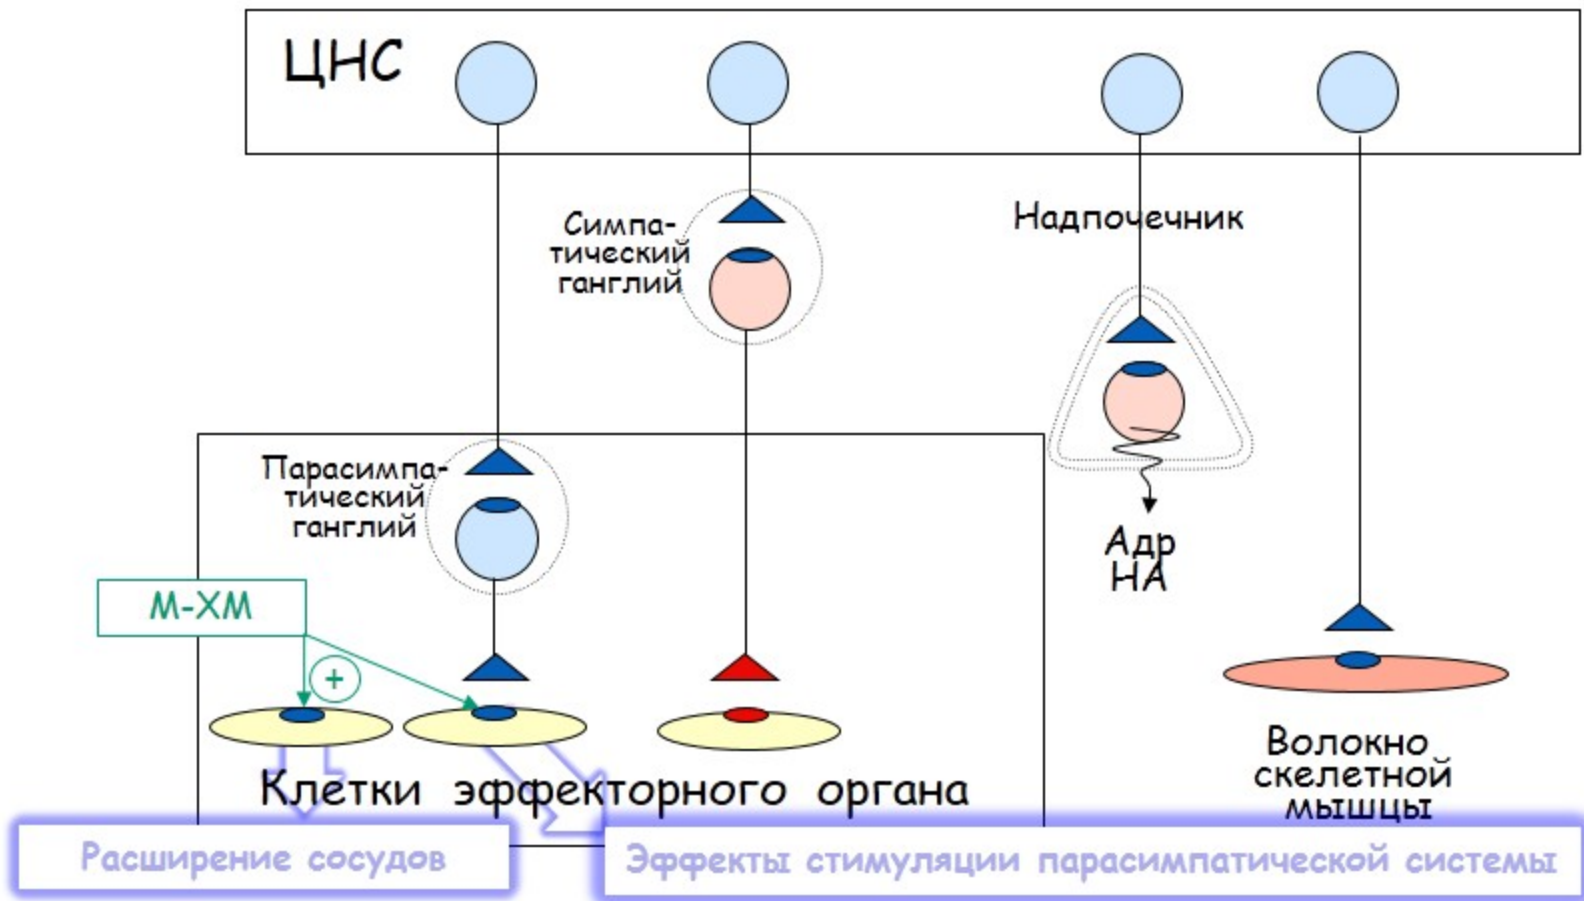 ЦНС
Симпа-
тический
ганглий
Надпочечник
Парасимпа-
тический
ганглий
Адр
НА
М-ХМ
+
Волокно
скелетной
мышцы
Клетки эффекторного органа
Расширение сосудов
Эффекты стимуляции парасимпатической системы